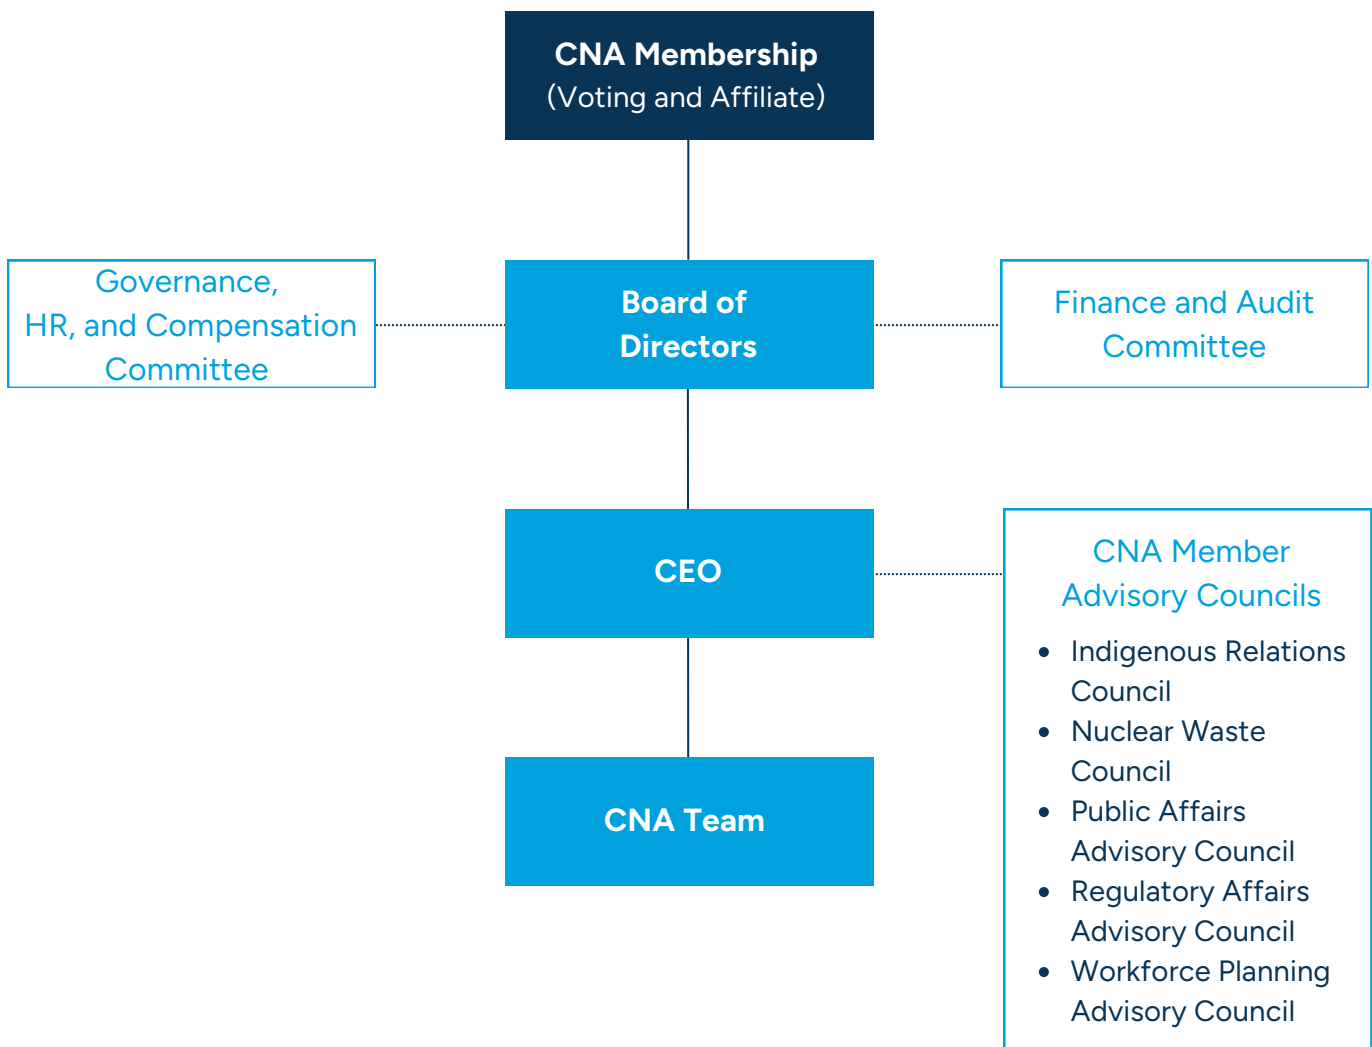 CNA Membership
(Voting and Affiliate)
Governance,
HR, and Compensation
Committee
Board of
Directors
Finance and Audit
Committee
CEO
CNA Member
Advisory Councils
• Indigenous Relations
Council
• Nuclear Waste
Council
• Public Affairs
Advisory Council
• Regulatory Affairs
Advisory Council
• Workforce Planning
Advisory Council
CNA Team